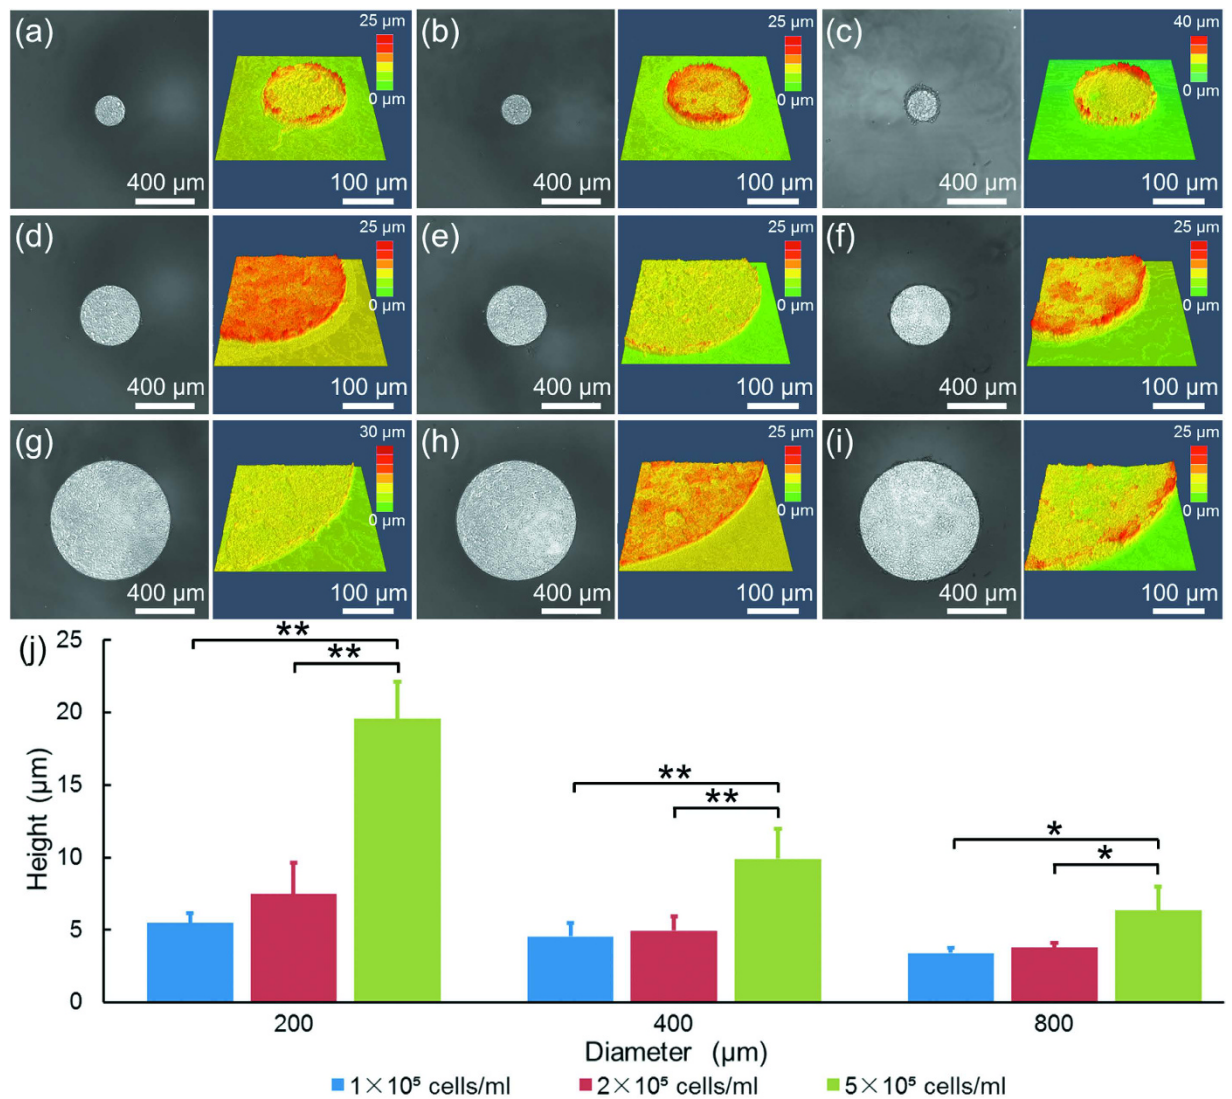 (a) 25 μm 0 μm 400 μm 100 μm
(b) 25 μm 0 μm 400 μm 100 μm
(c) 40 μm 0 μm 400 μm 100 μm
(d) 25 μm 0 μm 400 μm 100 μm
(e) 25 μm 0 μm 400 μm 100 μm
(f) 25 μm 0 μm 400 μm 100 μm
(g) 30 μm 0 μm 400 μm 100 μm
(h) 25 μm 0 μm 400 μm 100 μm
(i) 25 μm 0 μm 400 μm 100 μm
(j)
Height (μm)
25
20
15
10
5
0
** ** ** ** * *
200 400 800
Diameter (μm)
1×10⁵ cells/ml 2×10⁵ cells/ml 5×10⁵ cells/ml